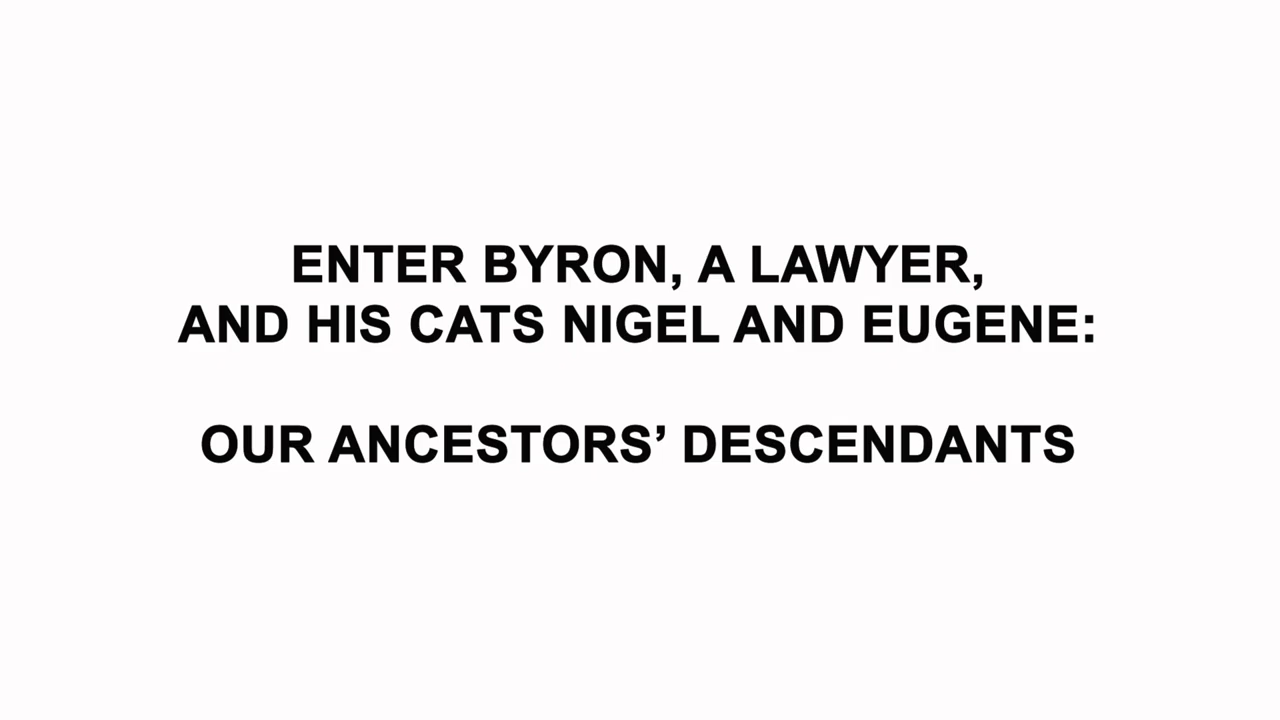 ENTER BYRON, A LAWYER,
AND HIS CATS NIGEL AND EUGENE:
OUR ANCESTORS’ DESCENDANTS